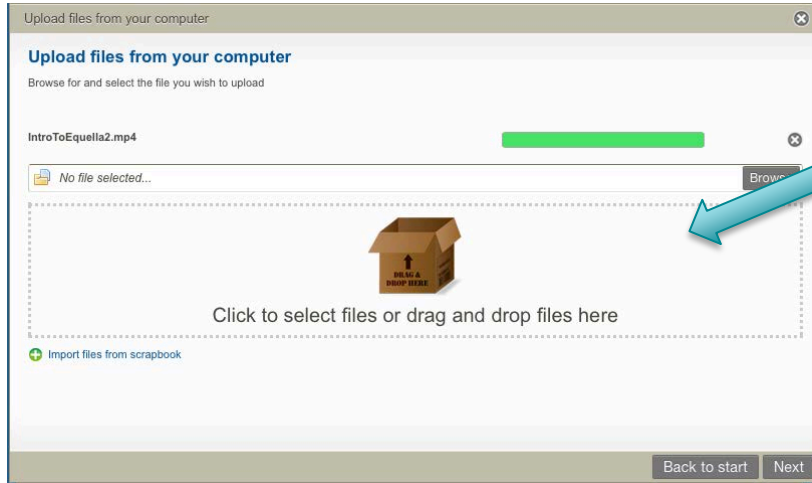 Upload files from your computer
Upload files from your computer
Browse for and select the file you wish to upload
IntroToEquella2.mp4
No file selected...
DRAG &
DROP HERE
Click to select files or drag and drop files here
Import files from scrapbook
Back to start Next